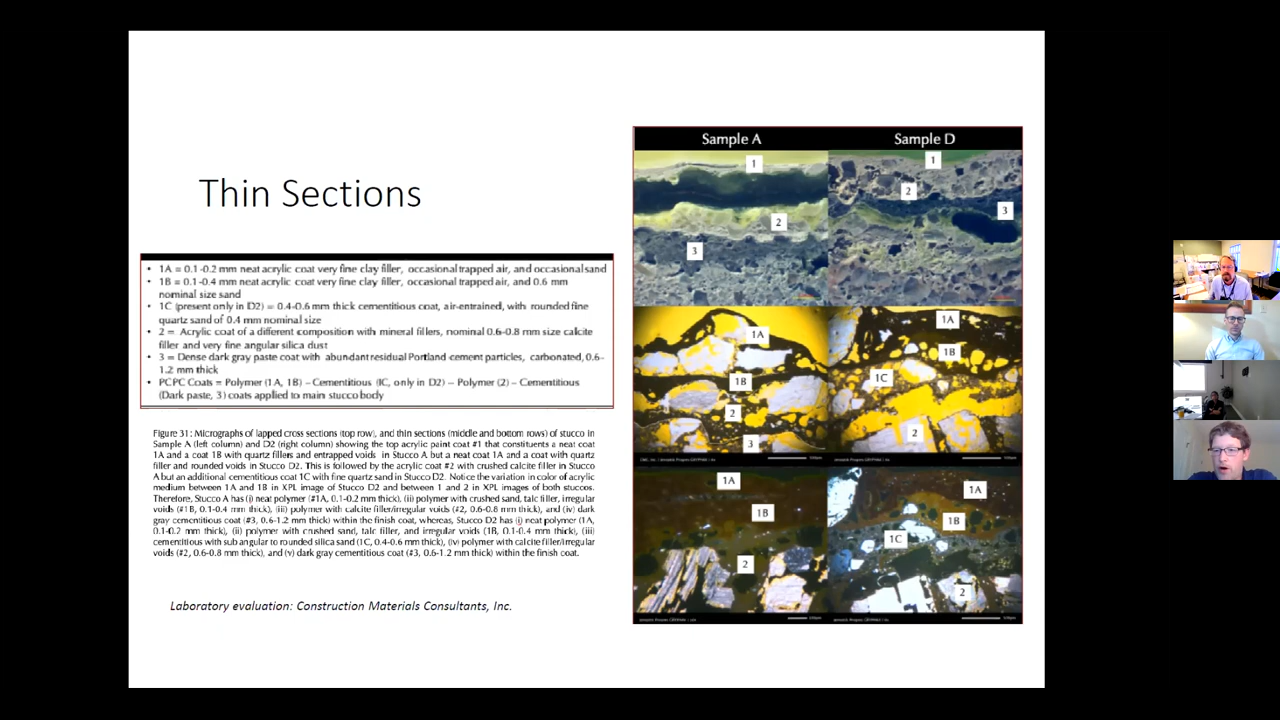 Thin Sections
• 1A = 0.1-0.2 mm neat acrylic coat very fine clay filler, occasional trapped air, and occasional sand
• 1B = 0.1-0.4 mm neat acrylic coat very fine clay filler, occasional trapped air, and 0.6 mm
nominal size sand
• 1C (present only in D2) = 0.4-0.6 mm thick cementitious coat, air-entrained, with rounded fine
quartz sand of 0.4 mm nominal size
• 2 = Acrylic coat of a different composition with mineral fillers, nominal 0.6-0.8 mm size calcite
filler and very fine angular silica dust
• 3 = Dense dark gray paste coat with abundant residual Portland cement particles, carbonated, 0.6-
1.2 mm thick
• PCPC Coats = Polymer (1A, 1B) – Cementitious (IC, only in D2) – Polymer (2) – Cementitious
(Dark paste, 3) coats applied to main stucco body
Figure 31: Micrographs of lapped cross sections (top row), and thin sections (middle and bottom rows) of stucco in
Sample A (left column) and D2 (right column) showing the top acrylic paint coat #1 that constitutes a neat coat
1A and a coat 1B with quartz fillers and entrapped voids in Stucco A but a neat coat 1A and a coat with quartz
filler and rounded voids in Stucco D2. This is followed by the acrylic coat #2 with crushed calcite filler in Stucco
A but an additional cementitious coat 1C with fine quartz sand in Stucco D2. Notice the variation in color of acrylic
medium between 1A and 1B in XPL image of Stucco D2 and between 1 and 2 in XPL images of both stucco.
Therefore, Stucco A has (i) neat polymer (#1A, 0.1-0.2 mm thick), (ii) polymer with crushed sand, talc filler, irregular
voids (#1B, 0.1-0.4 mm thick), (iii) polymer with calcite filler/irregular voids (#2, 0.6-0.8 mm thick), and (iv) dark
gray cementitious coat (#3, 0.6-1.2 mm thick) within the finish coat, whereas, Stucco D2 has (i) neat polymer (1A,
0.1-0.2 mm thick), (ii) polymer with crushed sand, talc filler, and irregular voids (1B, 0.1-0.4 mm thick), (iii)
cementitious with sub angular to rounded silica sand (1C, 0.4-0.6 mm thick), (iv) polymer with calcite filler/irregular
voids (#2, 0.6-0.8 mm thick), and (v) dark gray cementitious coat (#3, 0.6-1.2 mm thick) within the finish coat.
Laboratory evaluation: Construction Materials Consultants, Inc.
Sample A
Sample D
1
2
3
1
2
3
1A
1B
2
3
1A
1B
1C
2
1A
1B
2
1A
1B
1C
2